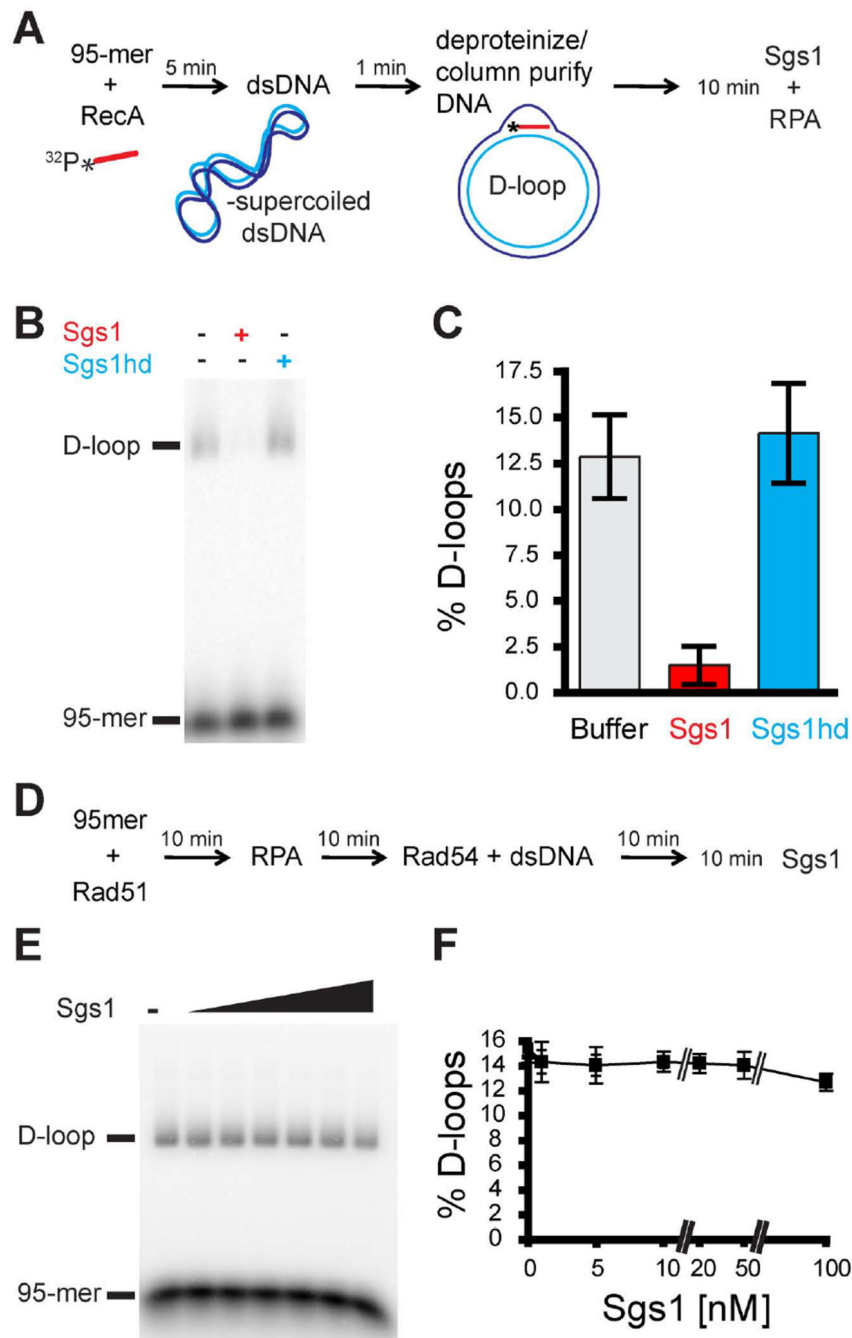 A
95-mer
+
RecA
5 min
dsDNA
1 min
deproteinize/
column purify
DNA
10 min
Sgs1
+
RPA
32P*
-supercoiled
dsDNA
*
D-loop
B
Sgs1 - + -
Sgs1hd - - +
D-loop
95-mer
C
% D-loops
17.5
15.0
12.5
10.0
7.5
5.0
2.5
0.0
Buffer Sgs1 Sgs1hd
D
95mer
+
Rad51
10 min
RPA
10 min
Rad54 + dsDNA
10 min
10 min Sgs1
E
Sgs1 -
D-loop
95-mer
F
% D-loops
16
14
12
10
8
6
4
2
0
0 5 10 20 50 100
Sgs1 [nM]